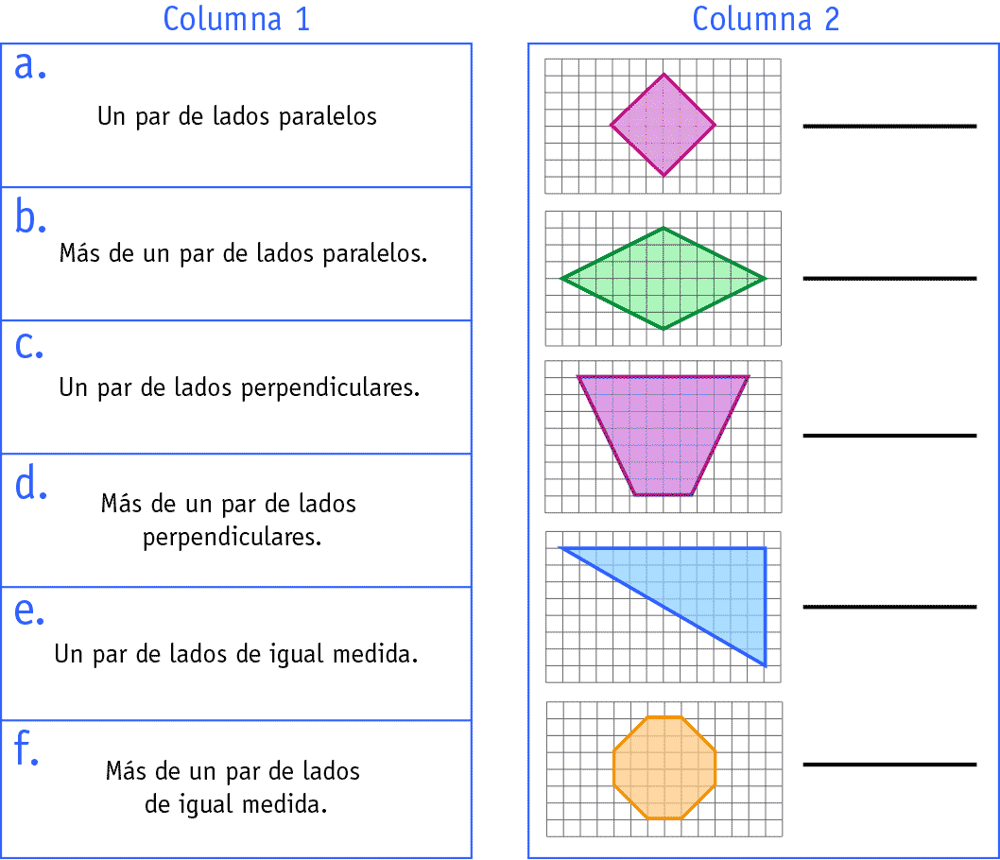 Columna 1
a.
Un par de lados paralelos
b.
Más de un par de lados paralelos.
c.
Un par de lados perpendiculares.
d.
Más de un par de lados
perpendiculares.
e.
Un par de lados de igual medida.
f.
Más de un par de lados
de igual medida.
Columna 2